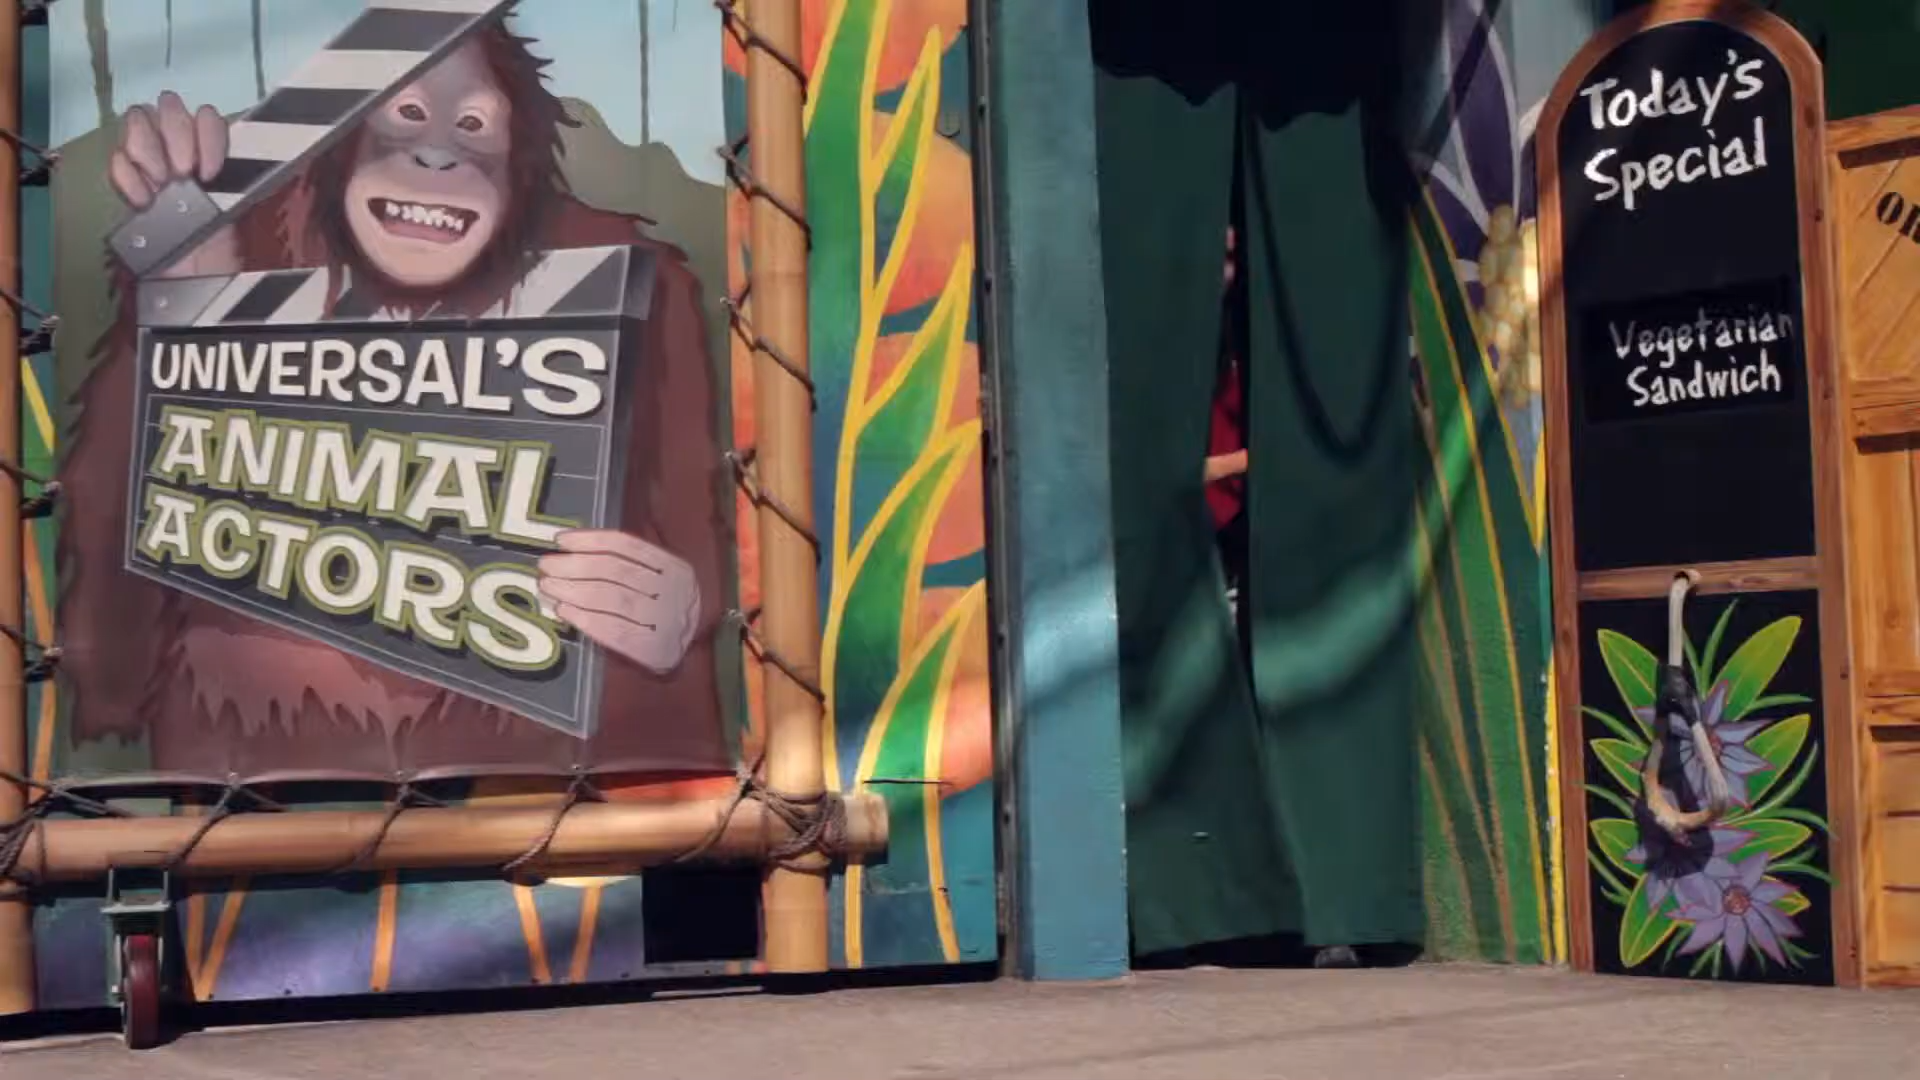 UNIVERSAL'S
ANIMAL
ACTORS
Today's
Special
Vegetarian
Sandwich